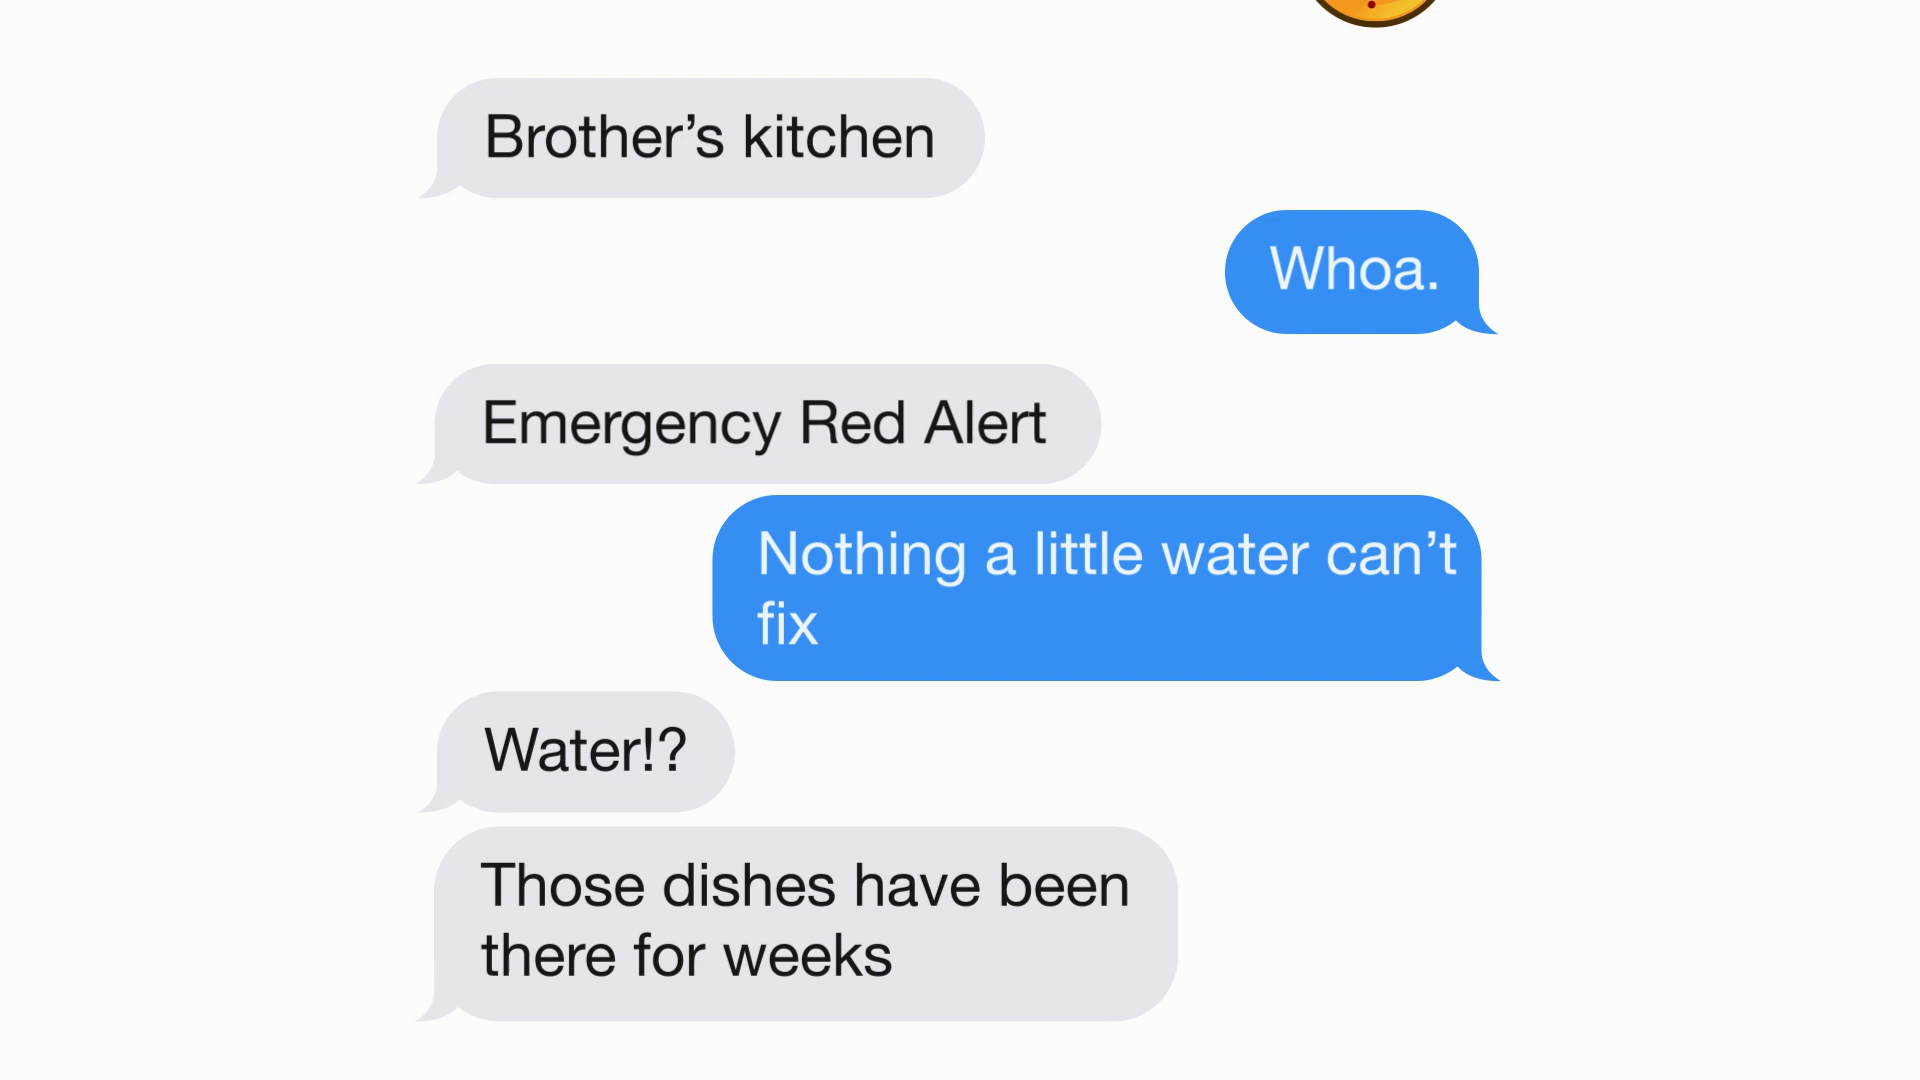 Brother’s kitchen
Whoa.
Emergency Red Alert
Nothing a little water can’t
fix
Water!?
Those dishes have been
there for weeks